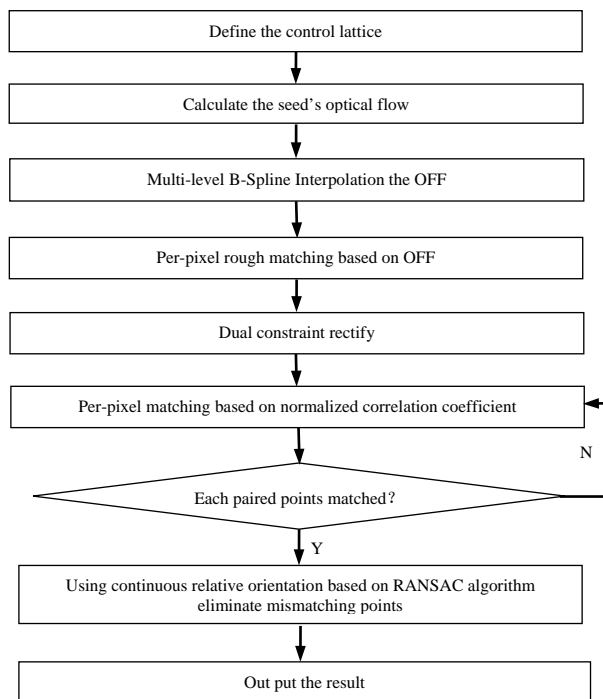 Define the control lattice
Calculate the seed’s optical flow
Multi-level B-Spline Interpolation the OFF
Per-pixel rough matching based on OFF
Dual constraint rectify
Per-pixel matching based on normalized correlation coefficient
N
Each paired points matched？
Y
Using continuous relative orientation based on RANSAC algorithm
eliminate mismatching points
Out put the result